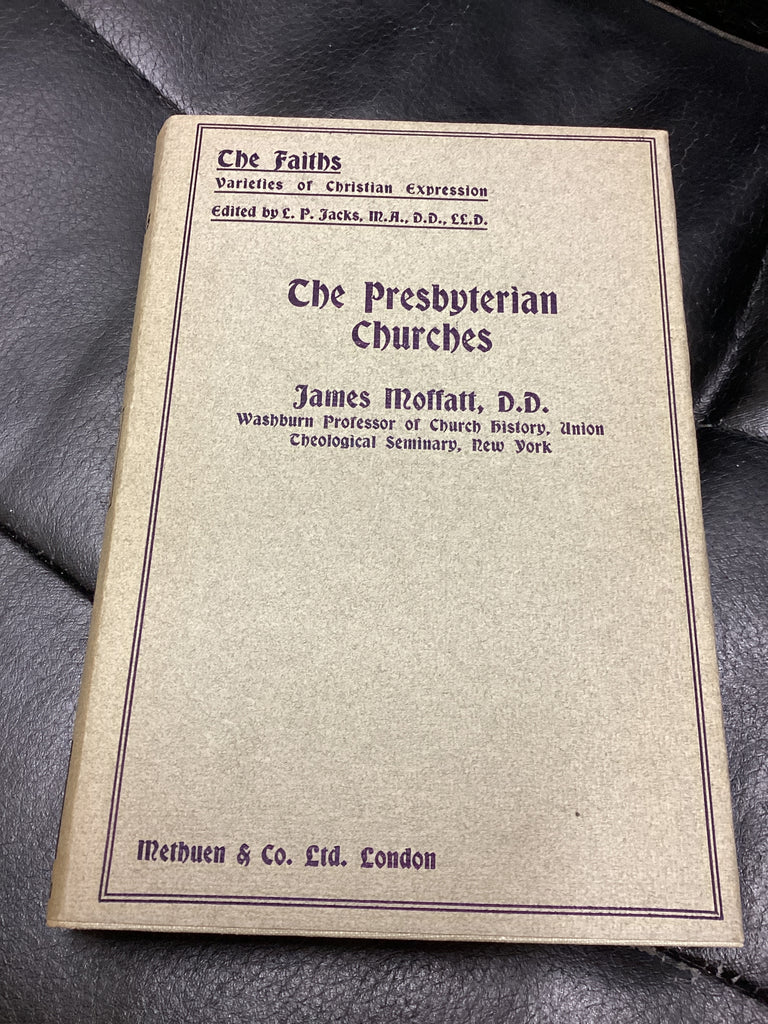 The Faiths
Varieties of Christian Expression
Edited by L. P. Jacks, M.A., D.D., LL.D.
The Presbyterian
Churches
James Moffatt, D.D.
Washburn Professor of Church History, Union
Theological Seminary, New York
Methuen & Co. Ltd. London